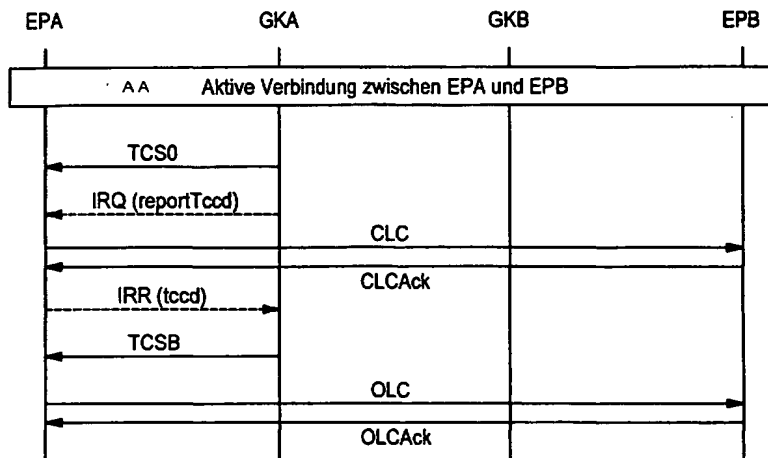 EPA GKA GKB EPB
A A Aktive Verbindung zwischen EPA und EPB
TCS0
IRQ (reportTccd)
CLC
CLCAck
IRR (tccd)
TCSB
OLC
OLCAck